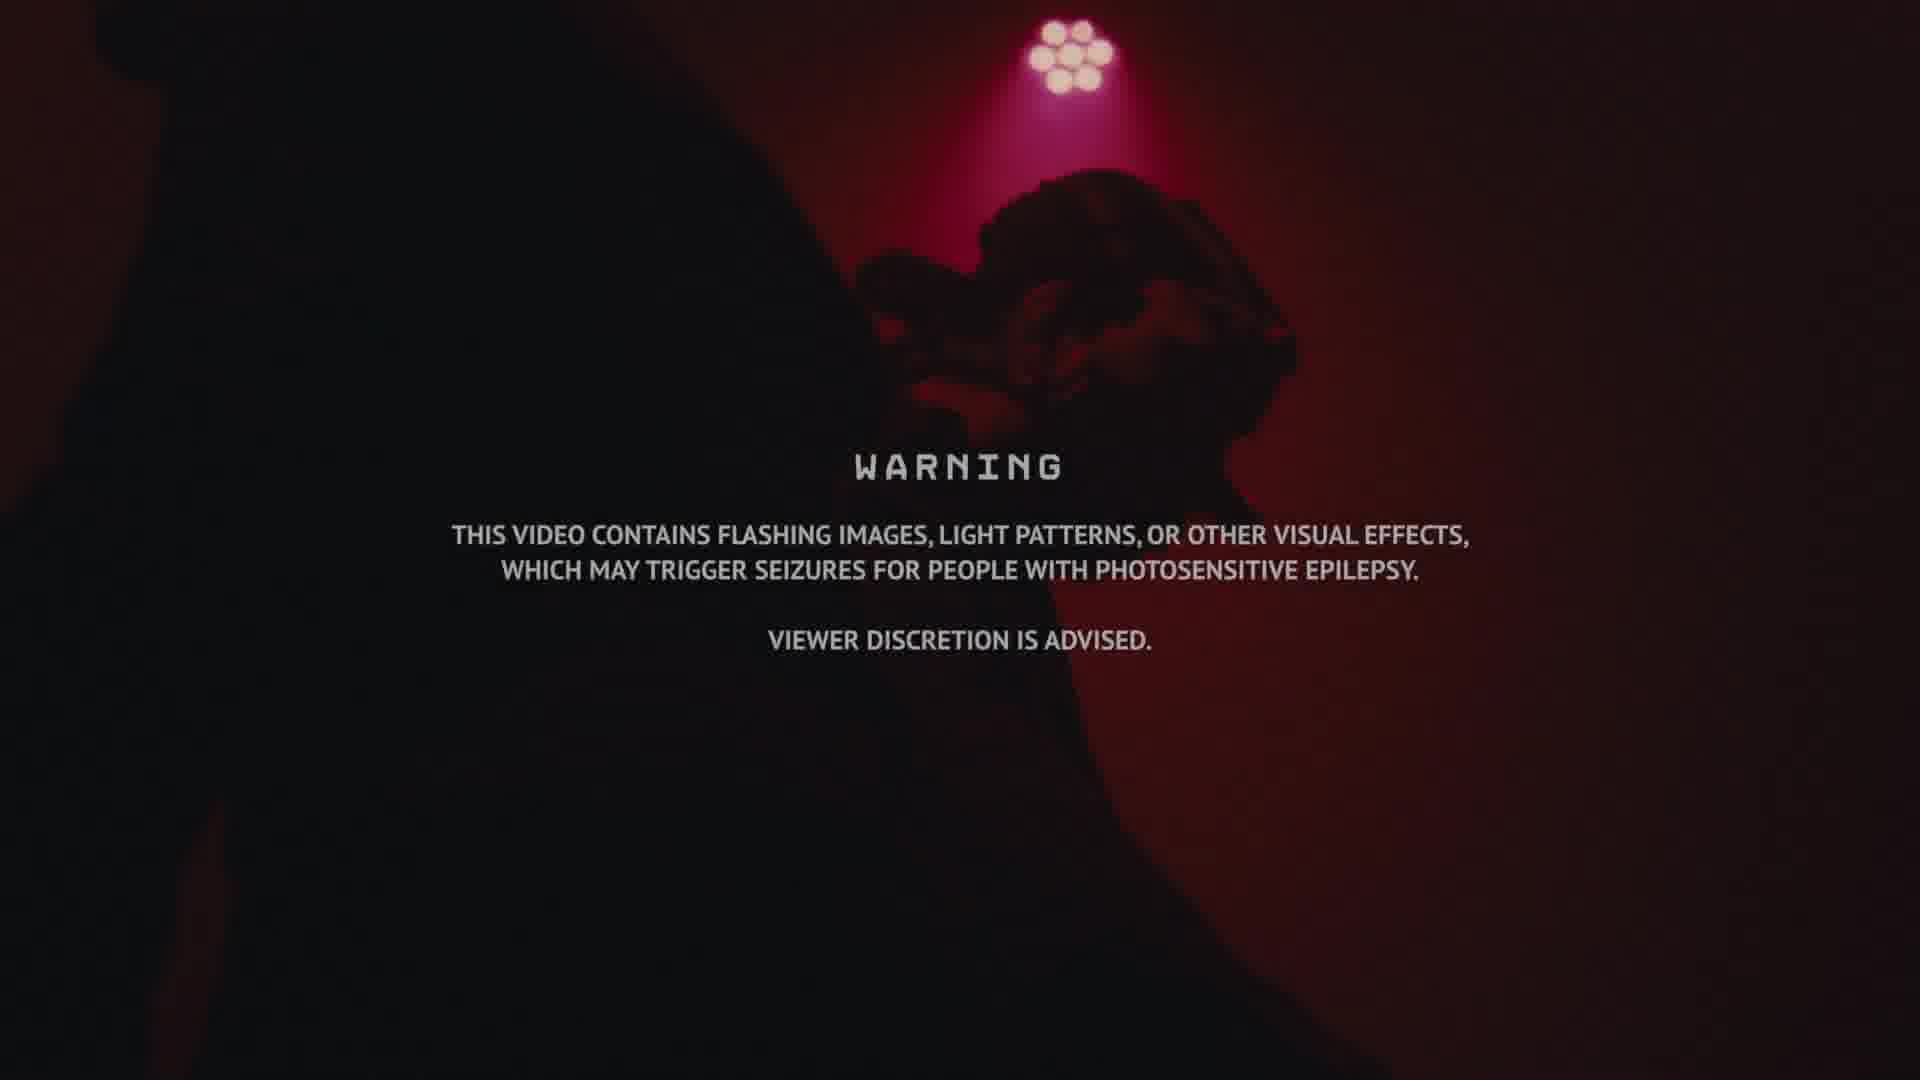 WARNING
THIS VIDEO CONTAINS FLASHING IMAGES, LIGHT PATTERNS, OR OTHER VISUAL EFFECTS,
WHICH MAY TRIGGER SEIZURES FOR PEOPLE WITH PHOTOSENSITIVE EPILEPSY.
VIEWER DISCRETION IS ADVISED.